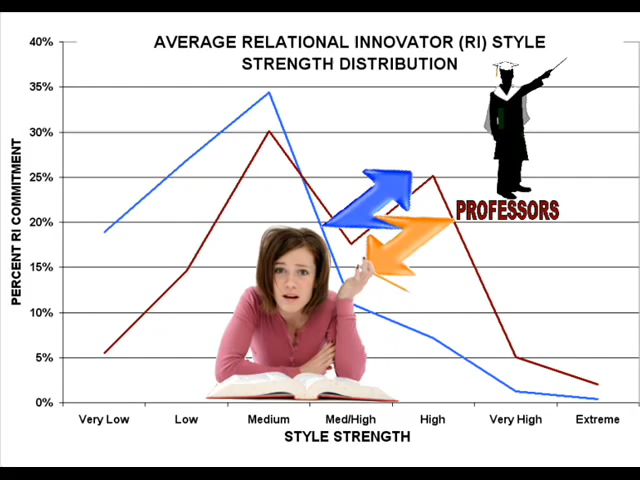 AVERAGE RELATIONAL INNOVATOR (RI) STYLE
STRENGTH DISTRIBUTION
40%
35%
30%
25%
20%
15%
10%
5%
0%
PERCENT RI COMMITMENT
PROFESSORS
Very Low
Low
Medium
Med/High
High
Very High
Extreme
STYLE STRENGTH